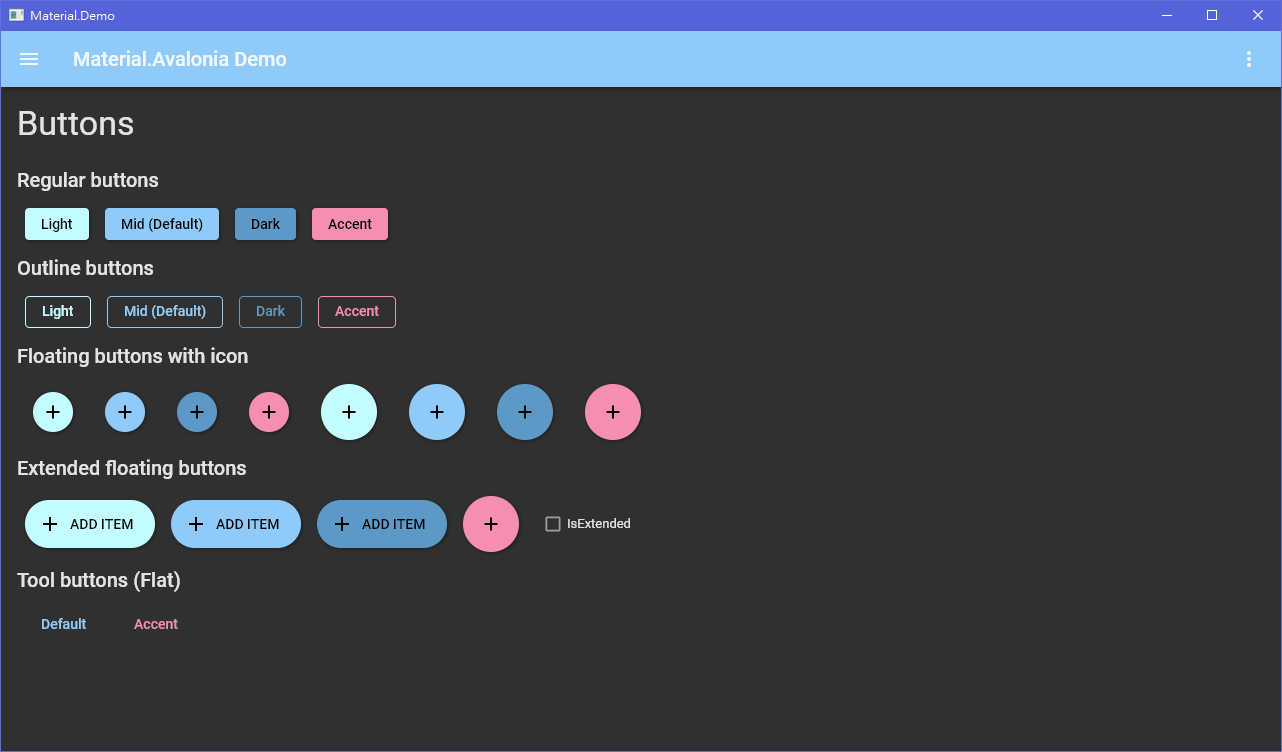 Material.Demo
Material.Avalonia Demo
Buttons
Regular buttons
Light Mid (Default) Dark Accent
Outline buttons
Light Mid (Default) Dark Accent
Floating buttons with icon
Extended floating buttons
ADD ITEM ADD ITEM ADD ITEM IsExtended
Tool buttons (Flat)
Default Accent